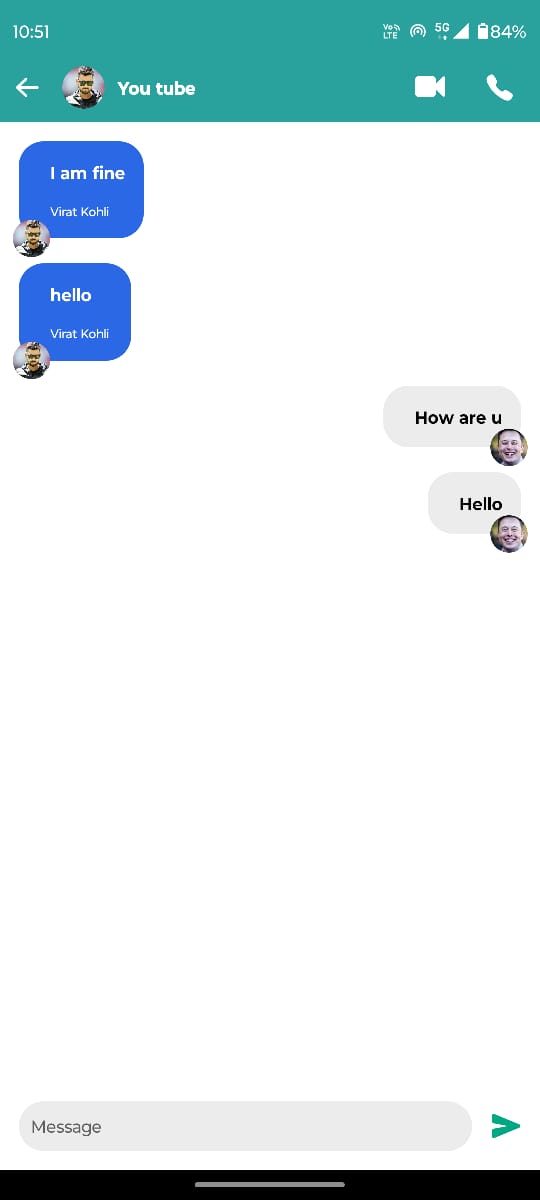 10:51
Vo LTE 5G 84%
You tube
I am fine
Virat Kohli
hello
Virat Kohli
How are u
Hello
Message